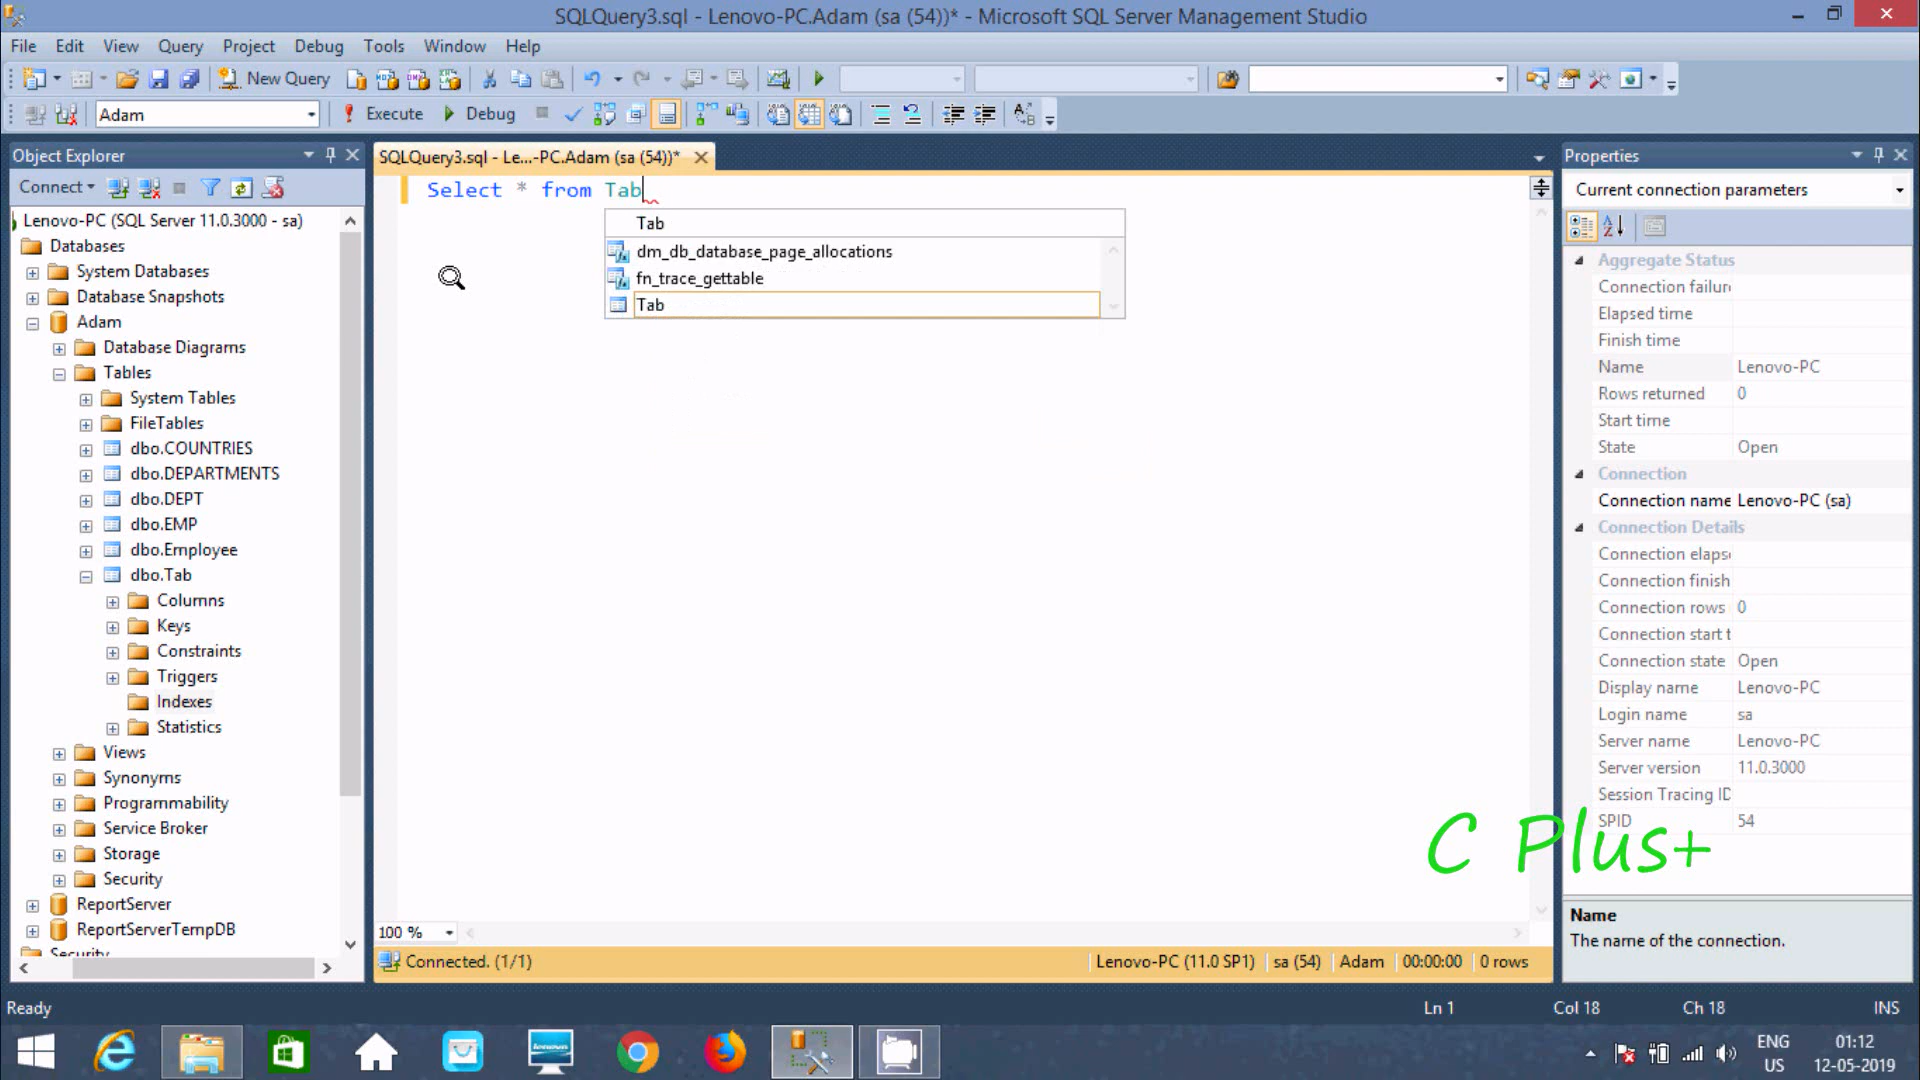 SQLQuery3.sql - Lenovo-PC.Adam (sa (54))* - Microsoft SQL Server Management Studio
File Edit View Query Project Debug Tools Window Help
New Query
Adam Execute Debug
Object Explorer
Connect
Lenovo-PC (SQL Server 11.0.3000 - sa)
Databases
System Databases
Database Snapshots
Adam
Database Diagrams
Tables
System Tables
FileTables
dbo.COUNTRIES
dbo.DEPARTMENTS
dbo.DEPT
dbo.EMP
dbo.Employee
dbo.Tab
Columns
Keys
Constraints
Triggers
Indexes
Statistics
Views
Synonyms
Programmability
Service Broker
Storage
Security
ReportServer
ReportServerTempDB
Security
SQLQuery3.sql - Le...-PC.Adam (sa (54))*
Select * from Tab
Tab
dm_db_database_page_allocations
fn_trace_gettable
Tab
100 %
Connected. (1/1) Lenovo-PC (11.0 SP1) sa (54) Adam 00:00:00 0 rows
Properties
Current connection parameters
Aggregate Status
Connection failure
Elapsed time
Finish time
Name Lenovo-PC
Rows returned 0
Start time
State Open
Connection
Connection name Lenovo-PC (sa)
Connection Details
Connection elapse
Connection finish
Connection rows 0
Connection start t
Connection state Open
Display name Lenovo-PC
Login name sa
Server name Lenovo-PC
Server version 11.0.3000
Session Tracing ID
SPID 54
C Plus+
Name
The name of the connection.
Ready Ln 1 Col 18 Ch 18 INS
ENG
US
01:12
12-05-2019